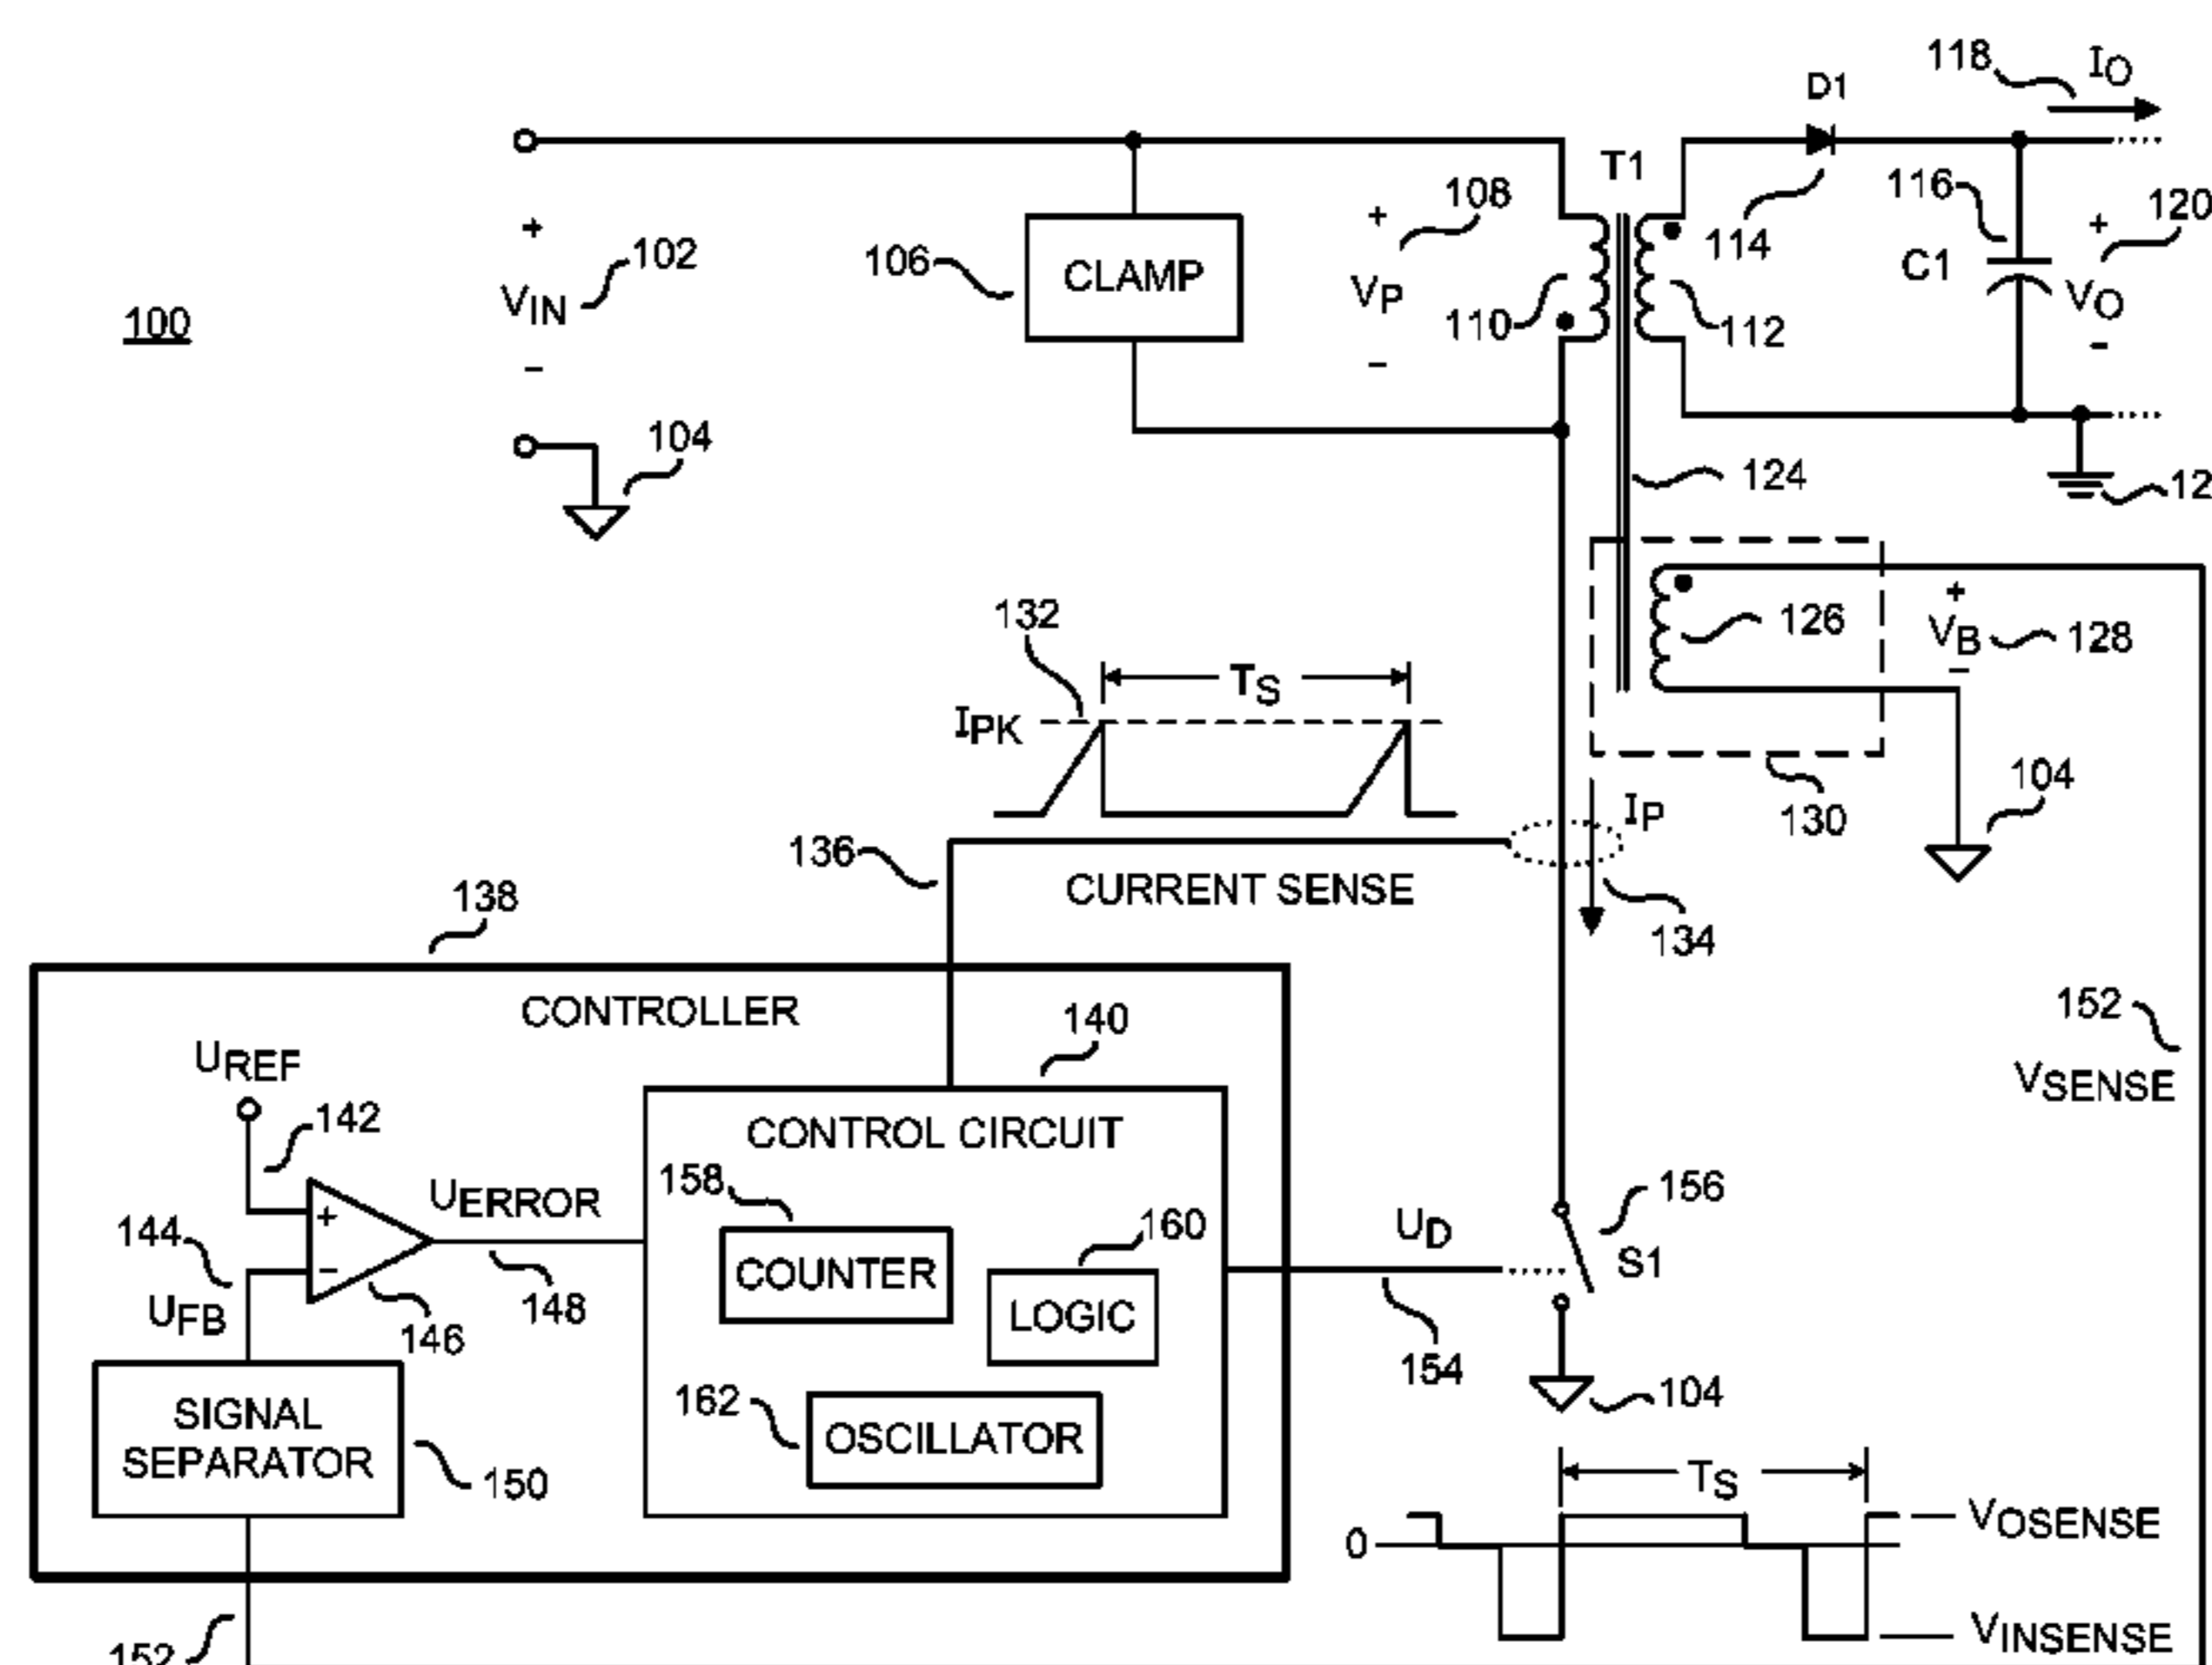 118 IO
D1
T1
+ 108 116 + 120
+ 102 114
106 CLAMP C1
VIN VP VO
100 110 112
− − −
104 124 12
132 + 126 VB 128 −
TS
IPK
104
IP 130
136 CURRENT SENSE
134
138
CONTROLLER
140
152
UREF VSENSE
142 CONTROL CIRCUIT
158 156
UERROR UD
144 + − 160 S1
COUNTER
148 LOGIC
UFB 146
154
162 104
SIGNAL
SEPARATOR OSCILLATOR
150 TS
0 VOSENSE
VINSENSE
152